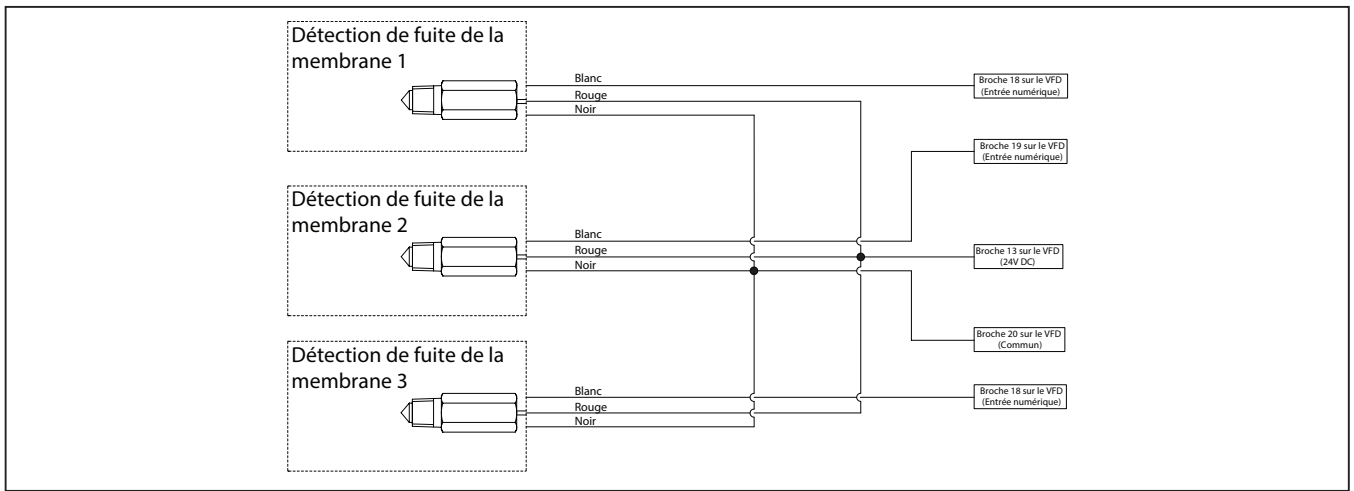 Détection de fuite de la
membrane 1
Blanc
Rouge
Noir
Broche 18 sur le VFD
(Entrée numérique)
Broche 19 sur le VFD
(Entrée numérique)
Détection de fuite de la
membrane 2
Blanc
Rouge
Noir
Broche 13 sur le VFD
(24V DC)
Broche 20 sur le VFD
(Commun)
Détection de fuite de la
membrane 3
Blanc
Rouge
Noir
Broche 18 sur le VFD
(Entrée numérique)